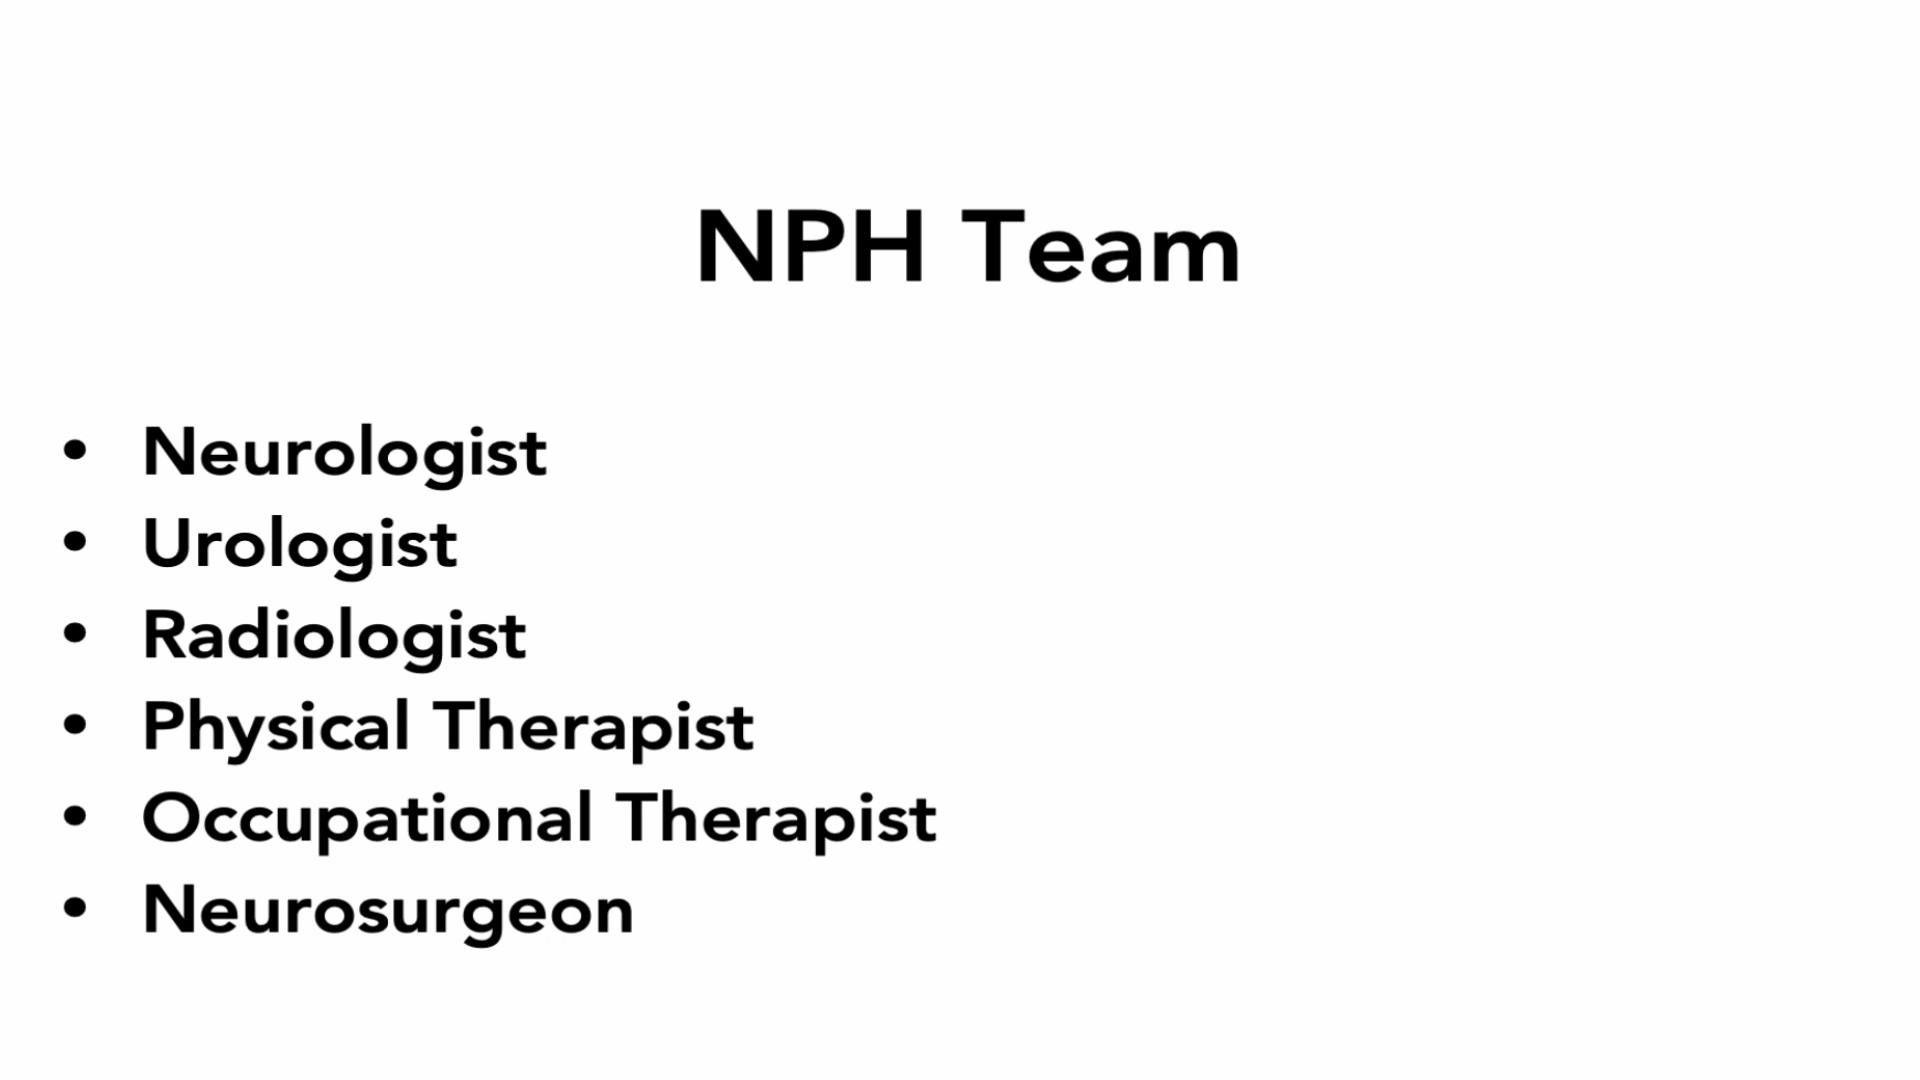 NPH Team
• Neurologist
• Urologist
• Radiologist
• Physical Therapist
• Occupational Therapist
• Neurosurgeon